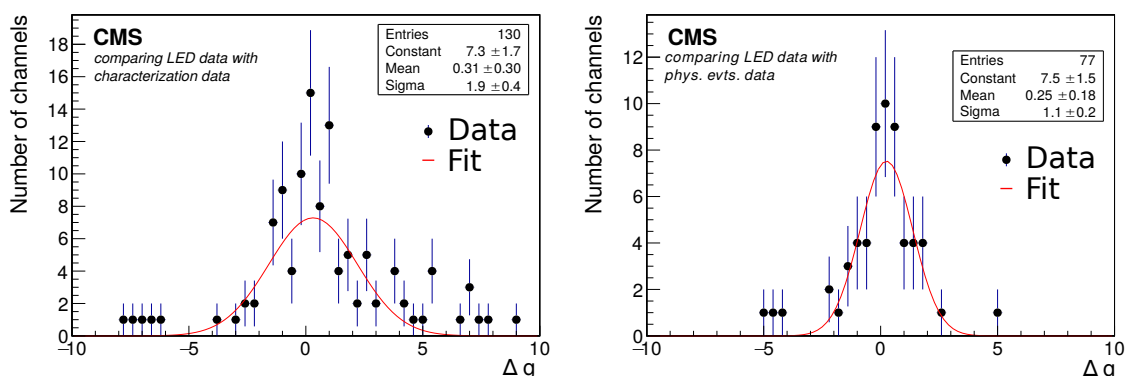 CMS
comparing LED data with
characterization data
Entries 130
Constant 7.3 ±1.7
Mean 0.31 ±0.30
Sigma 1.9 ±0.4
Data
Fit
Number of channels
18
16
14
12
10
8
6
4
2
0
−10 −5 0 5 10
Δ g
CMS
comparing LED data with
phys. evts. data
Entries 77
Constant 7.5 ±1.5
Mean 0.25 ±0.18
Sigma 1.1 ±0.2
Data
Fit
Number of channels
12
10
8
6
4
2
0
−10 −5 0 5 10
Δ g